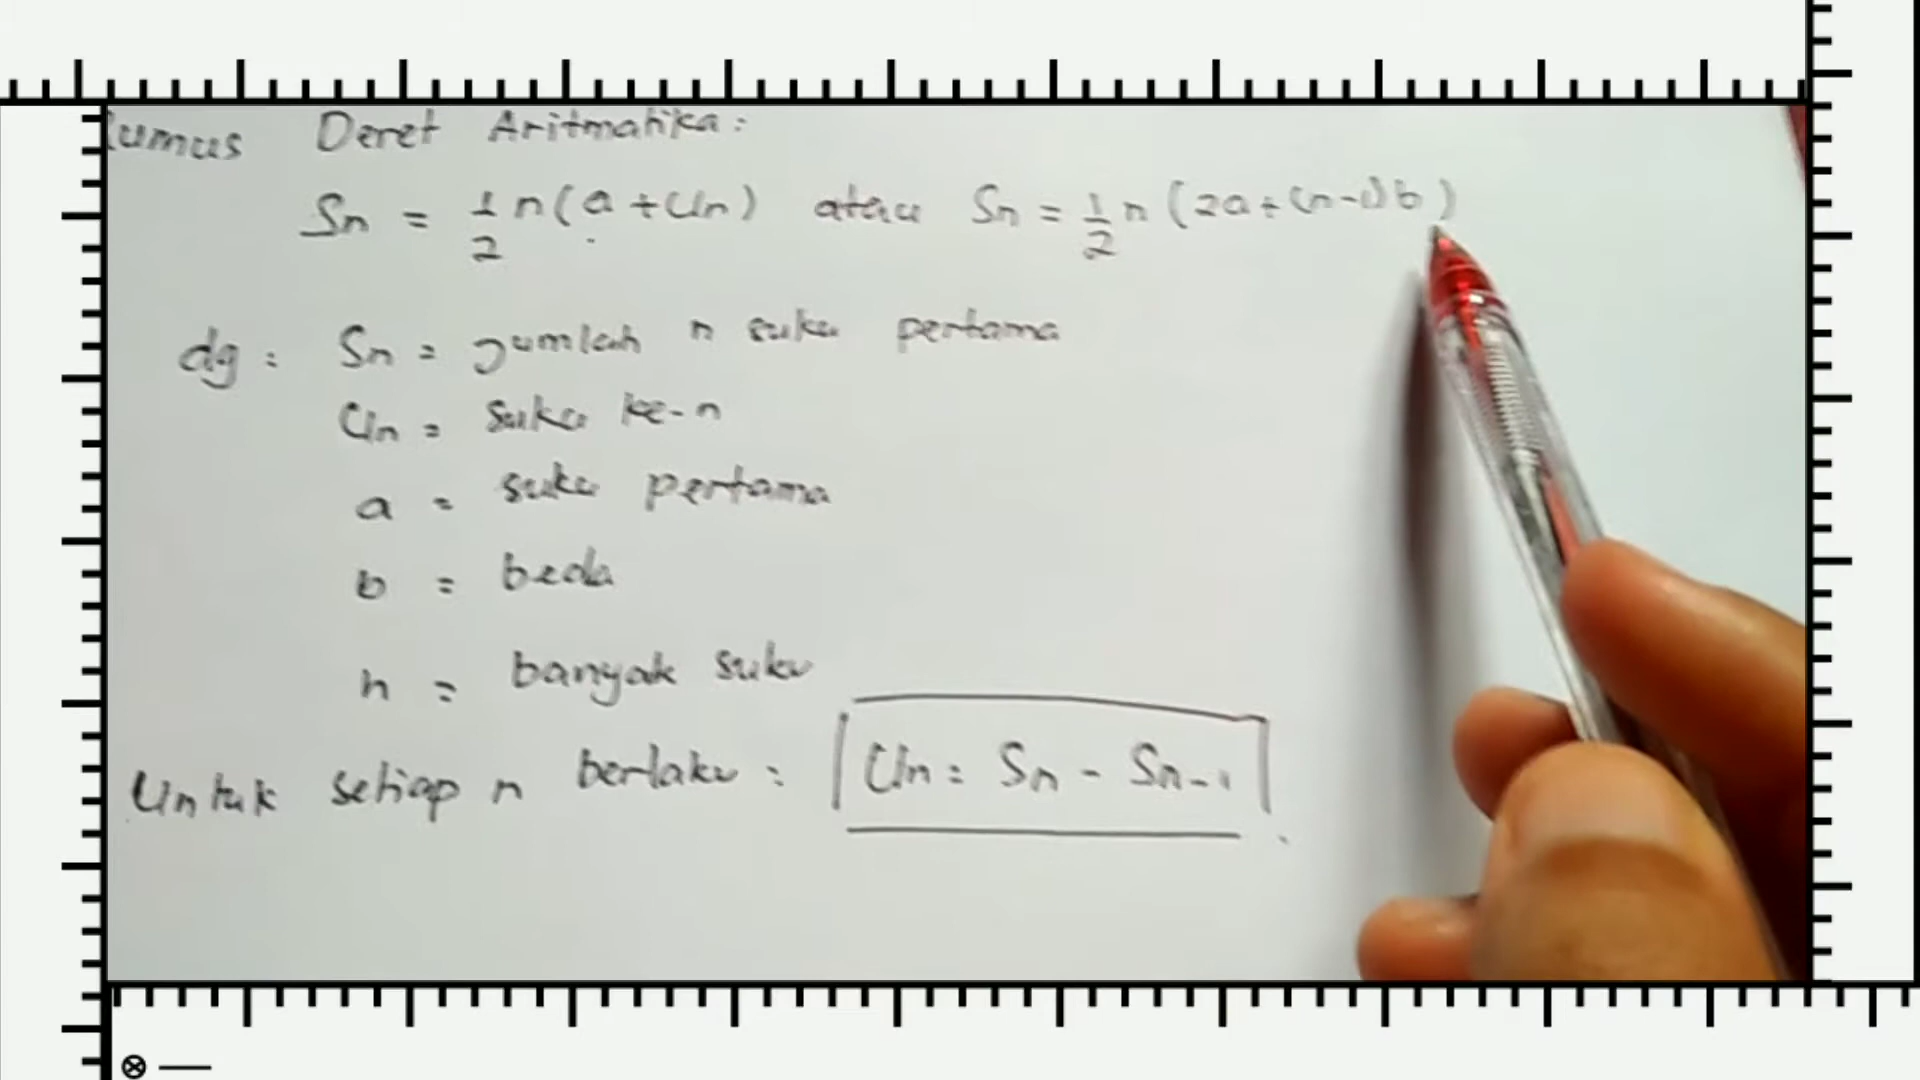 Rumus Deret Aritmatika:
Sn = 1/2 n(a + Un) atau Sn = 1/2 n (2a + (n-1)b)
dg: Sn = jumlah n suku pertama
Un = suku ke-n
a = suku pertama
b = beda
n = banyak suku
Untuk setiap n berlaku: Un = Sn - Sn-1